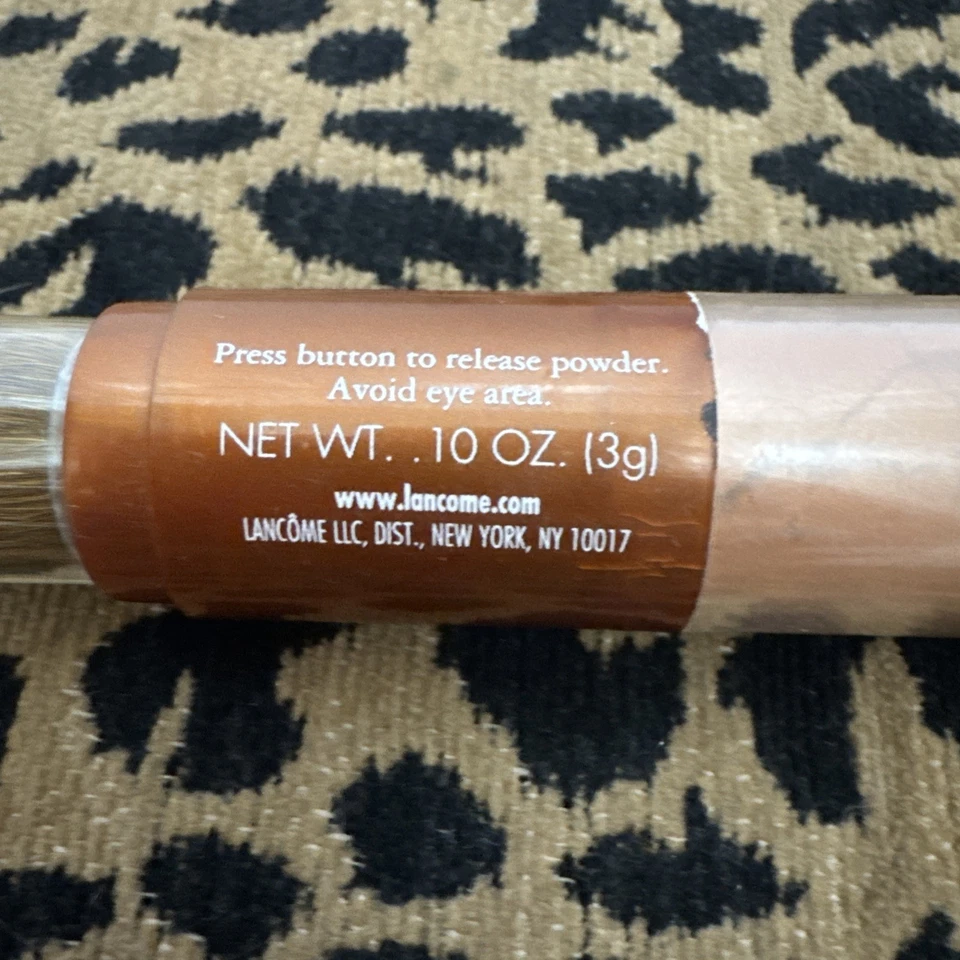 Press button to release powder.
Avoid eye area.
NET WT. .10 OZ. (3g)
www.lancome.com
LANCÔME LLC, DIST., NEW YORK, NY 10017